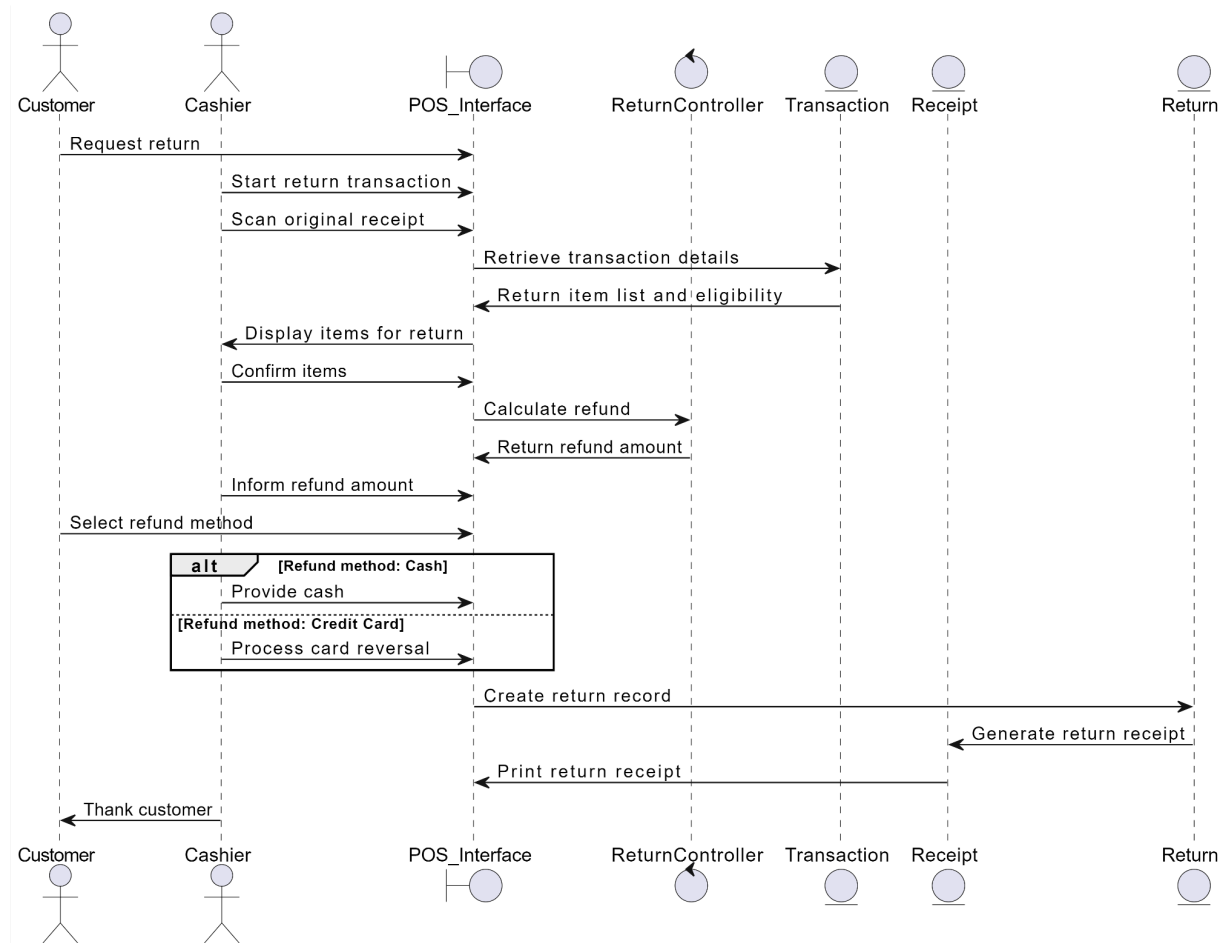 Customer Cashier POS_Interface ReturnController Transaction Receipt Return
Request return
Start return transaction
Scan original receipt
Retrieve transaction details
Return item list and eligibility
Display items for return
Confirm items
Calculate refund
Return refund amount
Inform refund amount
Select refund method
alt [Refund method: Cash]
Provide cash
[Refund method: Credit Card]
Process card reversal
Create return record
Generate return receipt
Print return receipt
Thank customer
Customer Cashier POS_Interface ReturnController Transaction Receipt Return